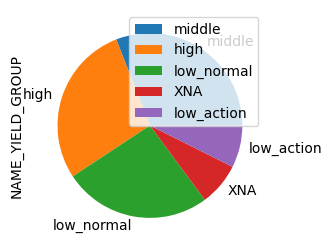 middle
high
low_normal
XNA
low_action
middle
high
low_normal
XNA
low_action
NAME_YIELD_GROUP